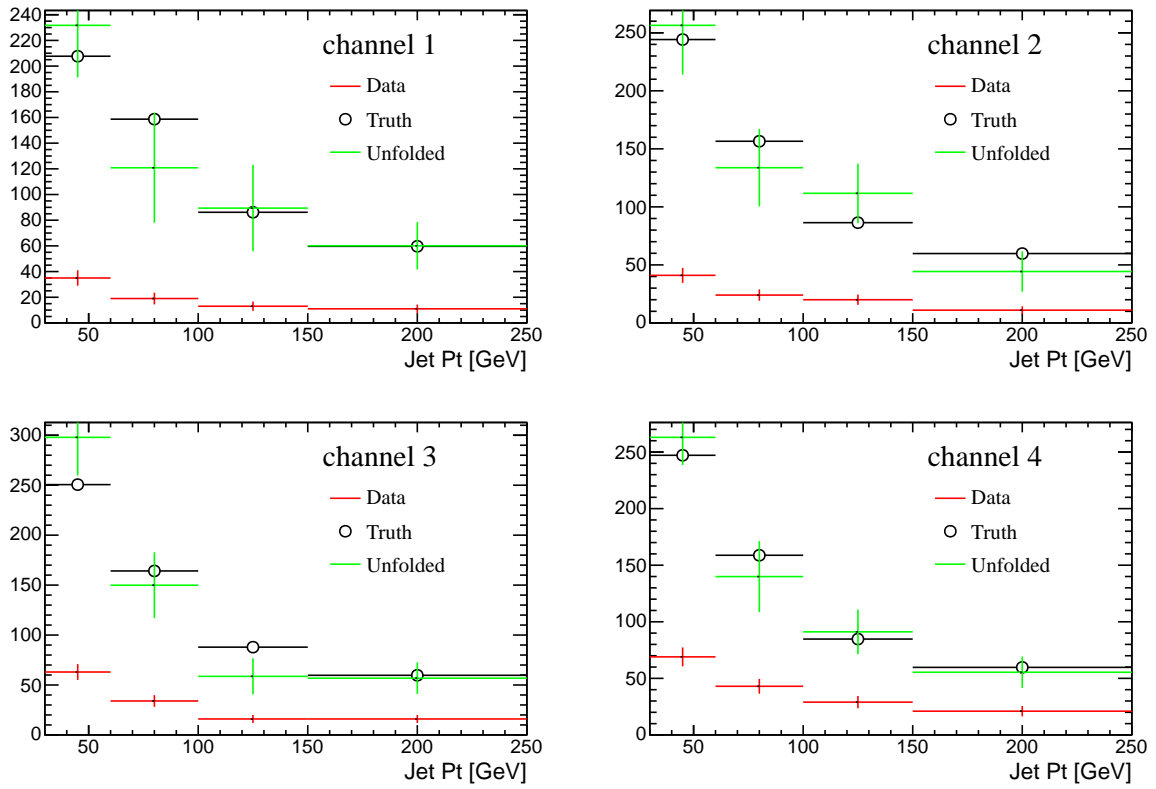 240
220
200
180
160
140
120
100
80
60
40
20
0
channel 1
Data
Truth
Unfolded
50 100 150 200 250
Jet Pt [GeV]
250
200
150
100
50
0
channel 2
Data
Truth
Unfolded
50 100 150 200 250
Jet Pt [GeV]
300
250
200
150
100
50
0
channel 3
Data
Truth
Unfolded
50 100 150 200 250
Jet Pt [GeV]
250
200
150
100
50
0
channel 4
Data
Truth
Unfolded
50 100 150 200 250
Jet Pt [GeV]